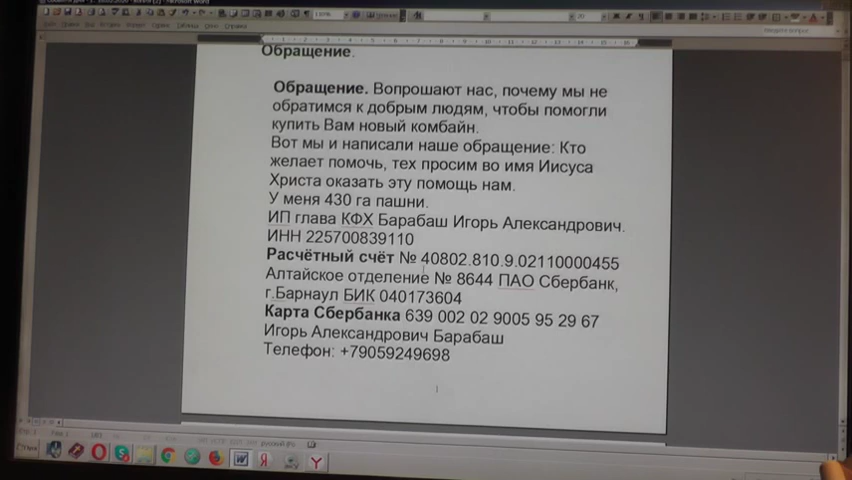 Обращение.
Обращение. Вопрошают нас, почему мы не
обратимся к добрым людям, чтобы помогли
купить Вам новый комбайн.
Вот мы и написали наше обращение: Кто
желает помочь, тех просим во имя Иисуса
Христа оказать эту помощь нам.
У меня 430 га пашни.
ИП глава КФХ Барабаш Игорь Александрович.
ИНН 225700839110
Расчётный счёт № 40802.810.9.02110000455
Алтайское отделение № 8644 ПАО Сбербанк,
г.Барнаул БИК 040173604
Карта Сбербанка 639 002 02 9005 95 29 67
Игорь Александрович Барабаш
Телефон: +79059249698